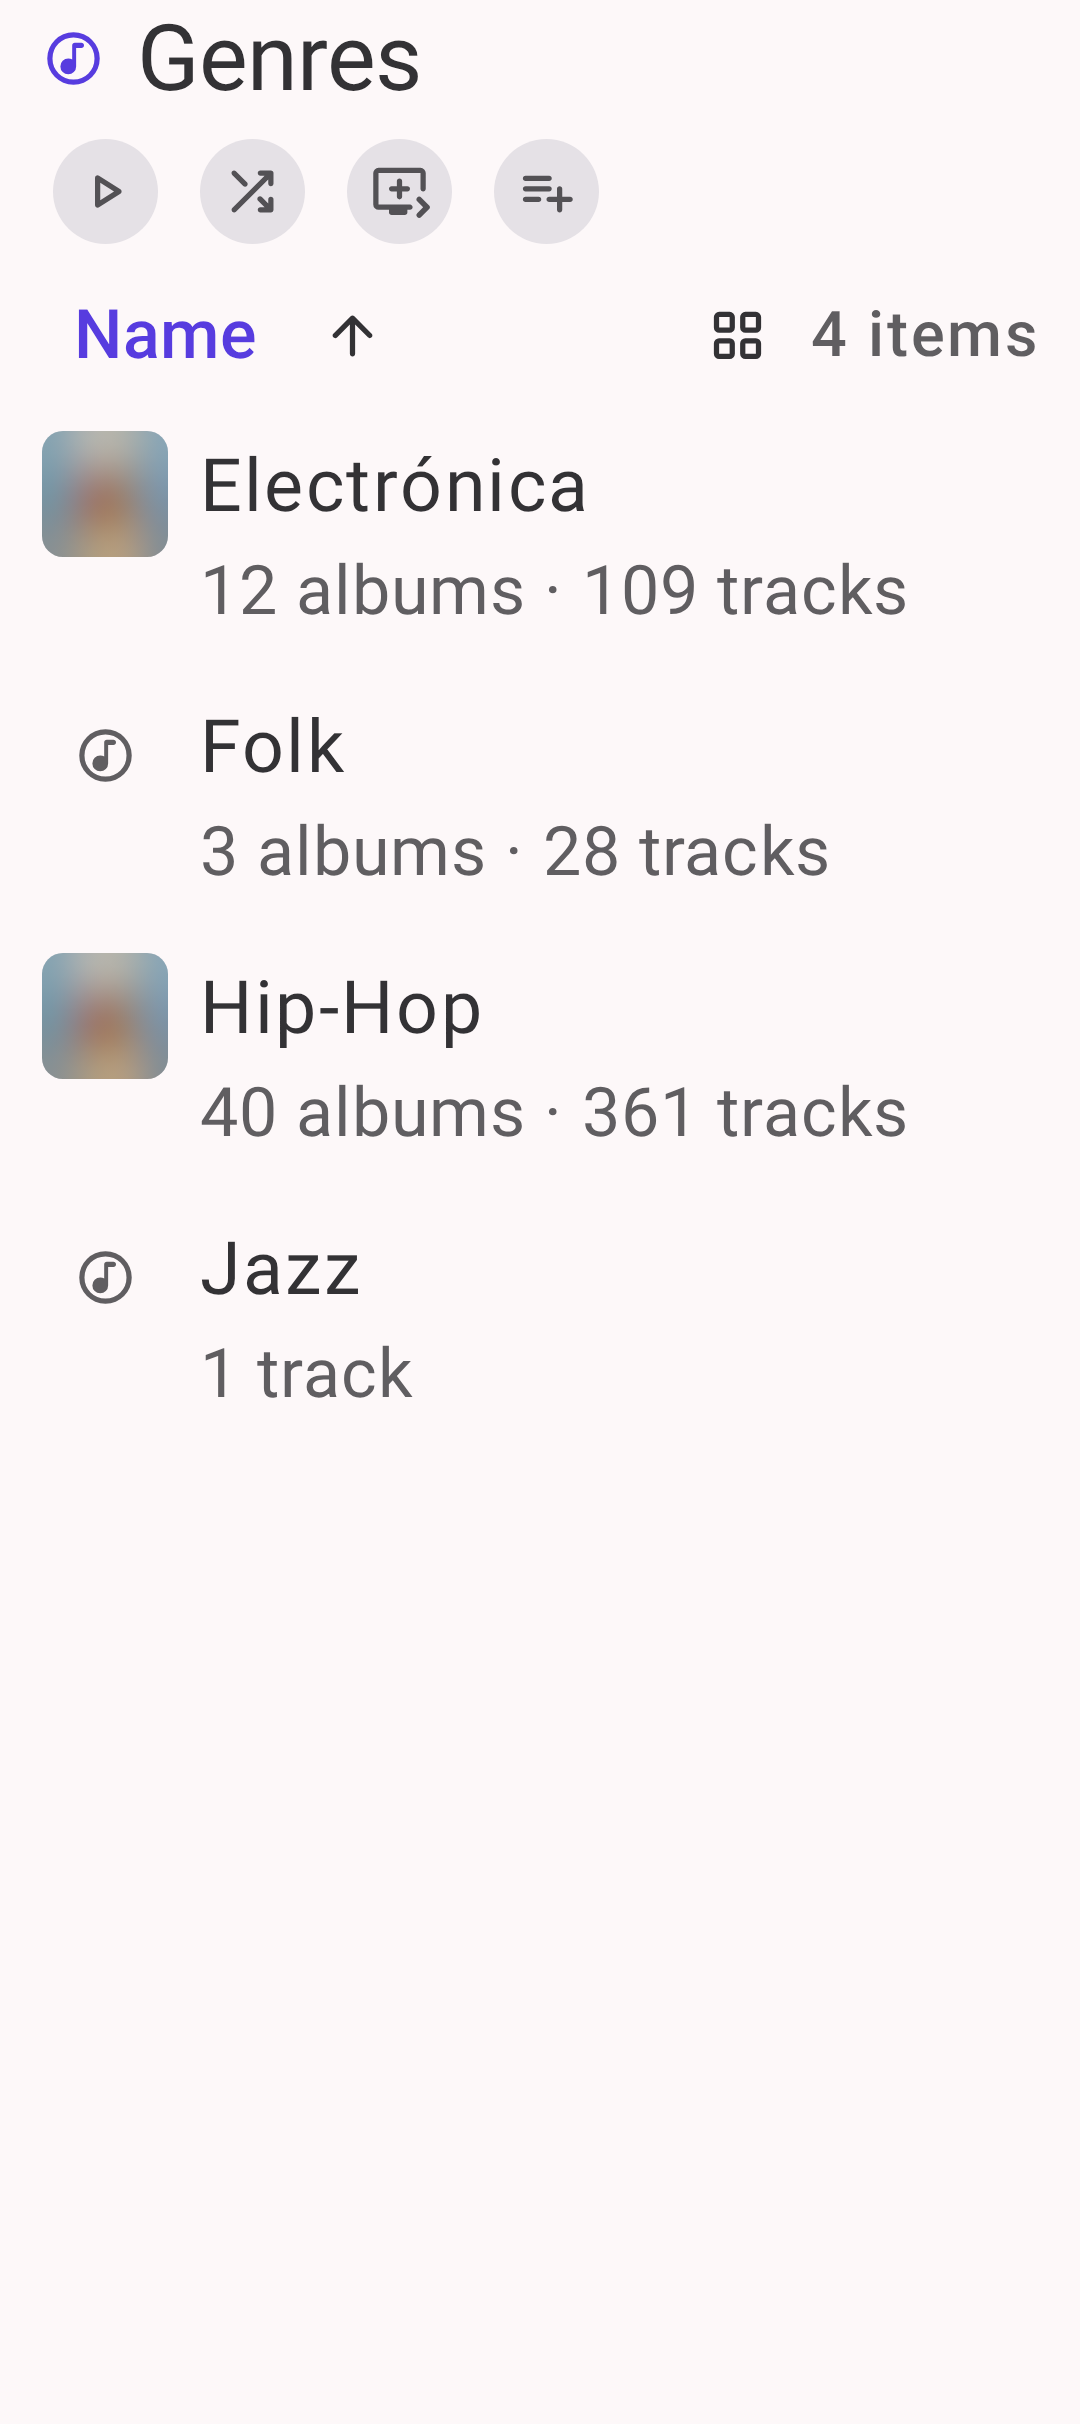 Genres
Name
4 items
Electrónica
12 albums · 109 tracks
Folk
3 albums · 28 tracks
Hip-Hop
40 albums · 361 tracks
Jazz
1 track